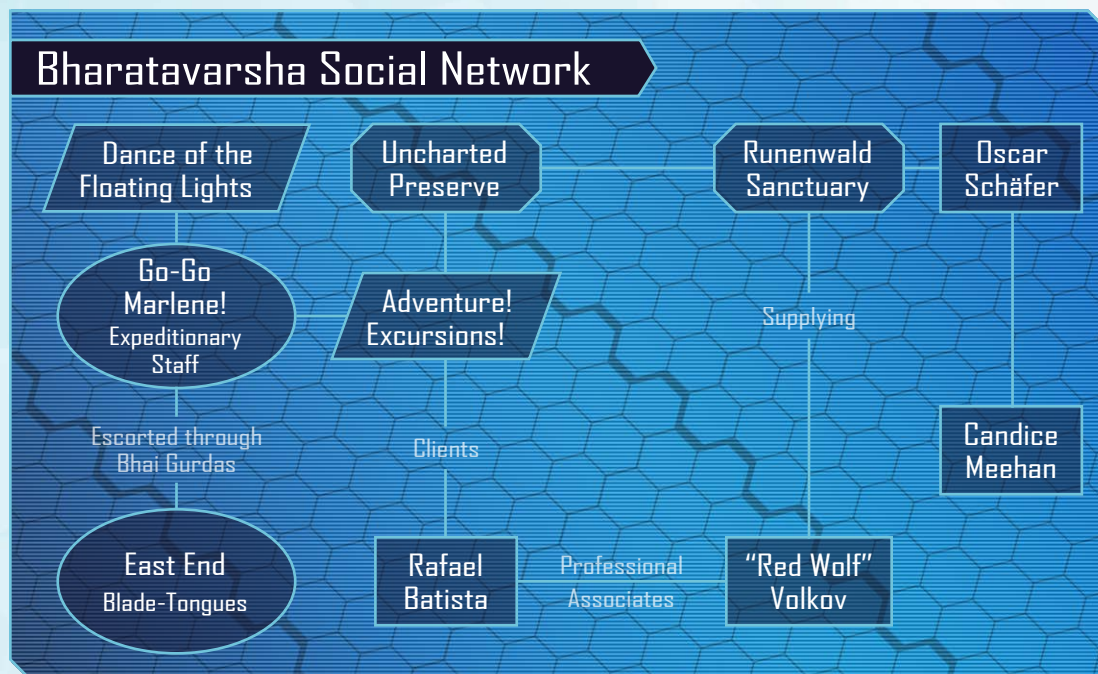 Bharatavarsha Social Network
Dance of the
Floating Lights
Uncharted
Preserve
Runenwald
Sanctuary
Oscar
Schäfer
Go-Go
Marlene!
Expeditionary
Staff
Adventure!
Excursions!
Supplying
Escorted through
Bhai Gurdas
Clients
Candice
Meehan
East End
Blade-Tongues
Rafael
Batista
Professional
Associates
“Red Wolf”
Volkov